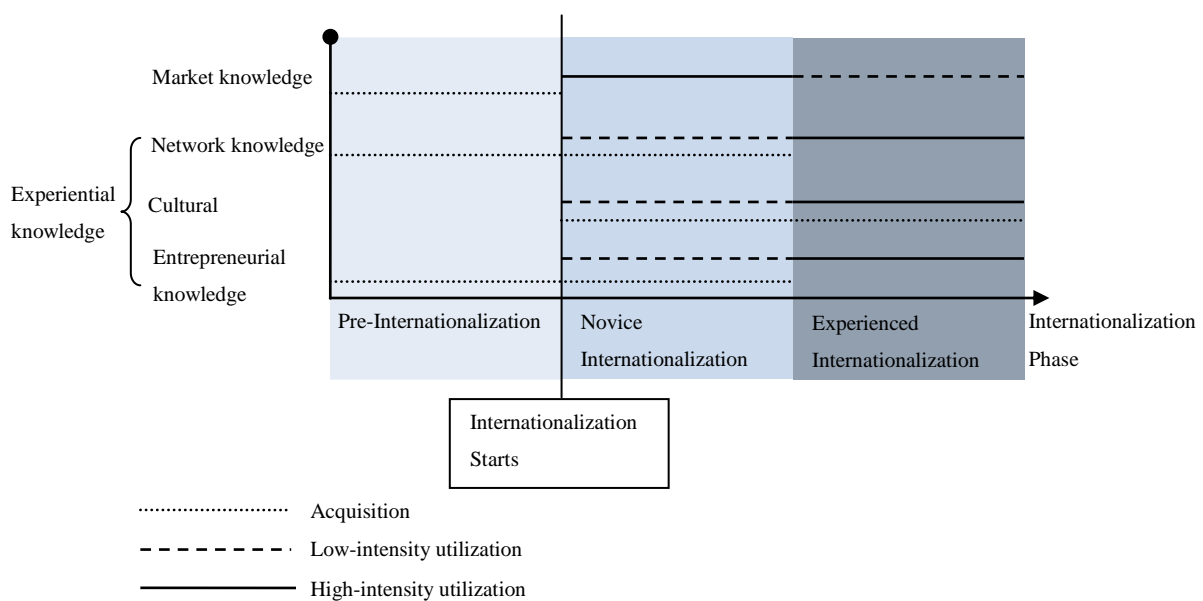 Market knowledge
Network knowledge
Experiential
knowledge
Cultural
Entrepreneurial
knowledge
Pre-Internationalization
Novice
Internationalization
Experienced
Internationalization
Internationalization
Phase
Internationalization
Starts
Acquisition
Low-intensity utilization
High-intensity utilization